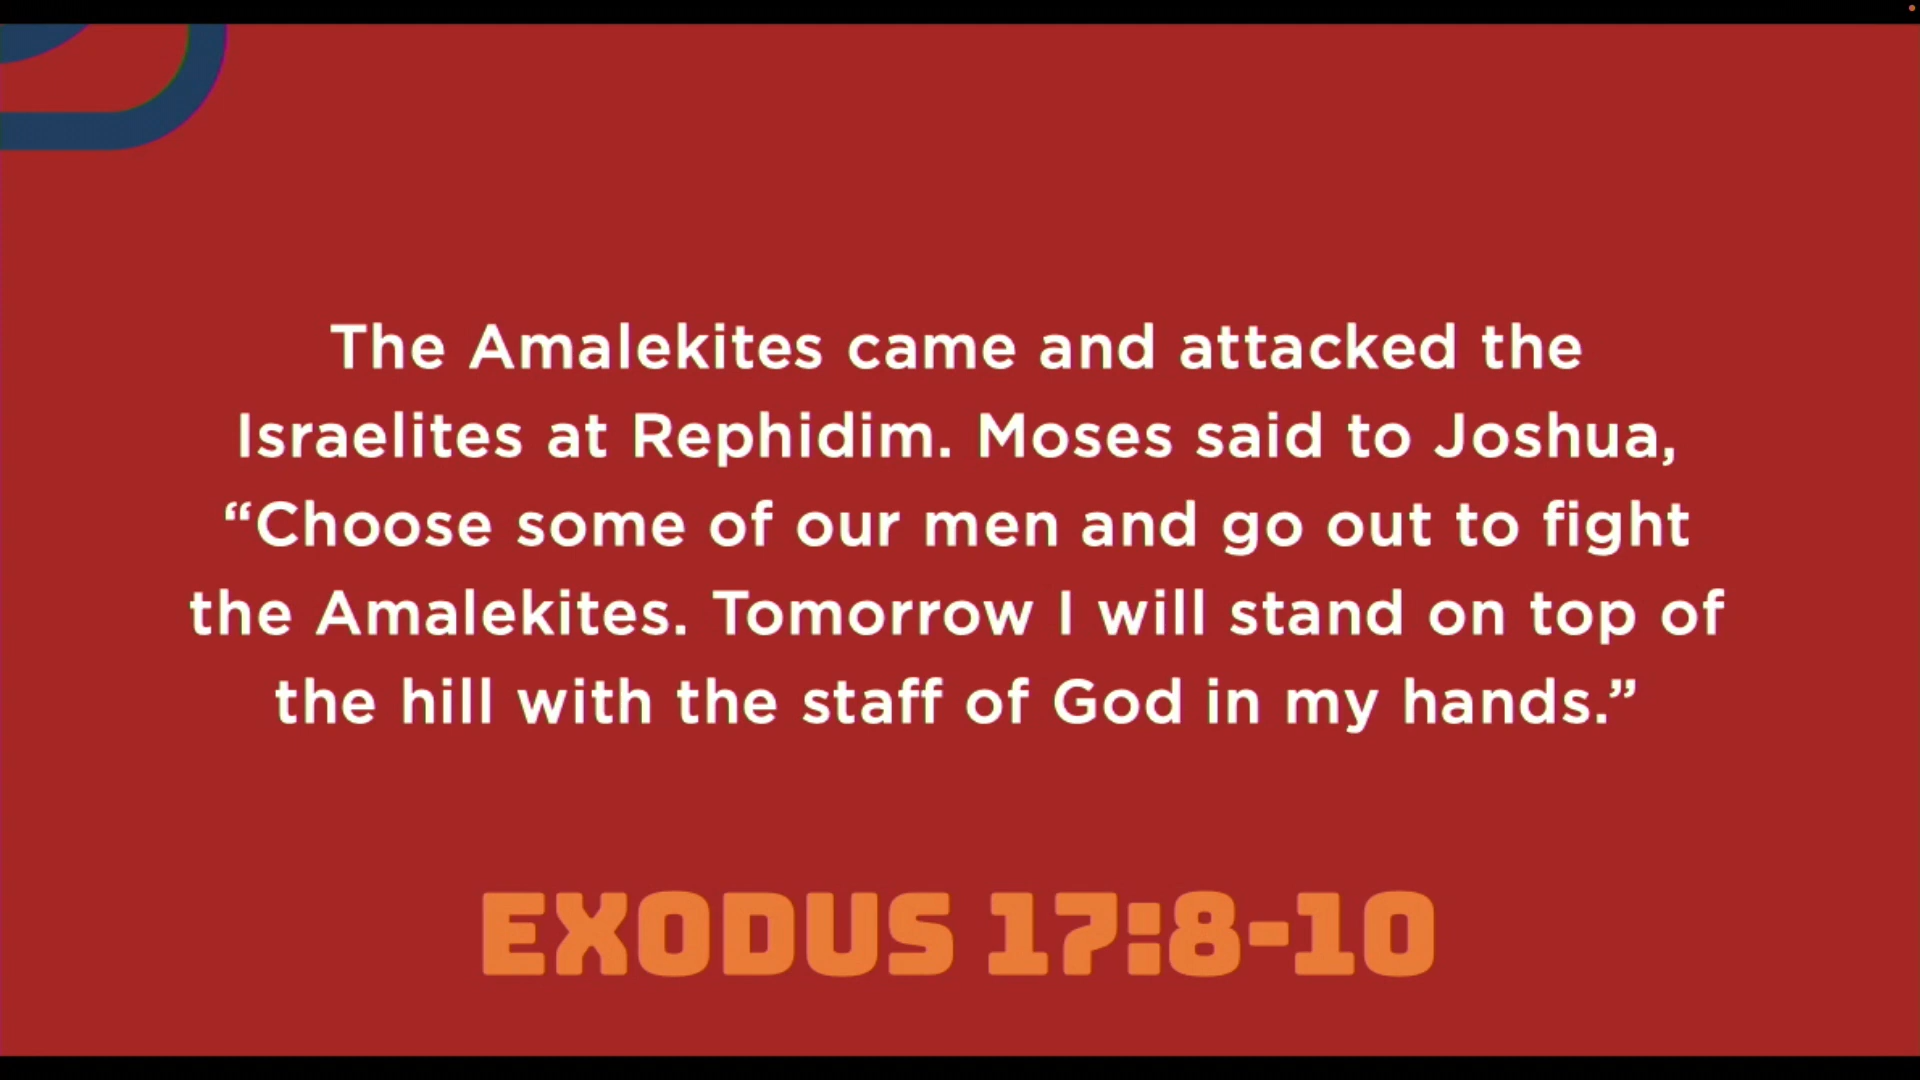 The Amalekites came and attacked the
Israelites at Rephidim. Moses said to Joshua,
“Choose some of our men and go out to fight
the Amalekites. Tomorrow I will stand on top of
the hill with the staff of God in my hands.”
EXODUS 17:8-10